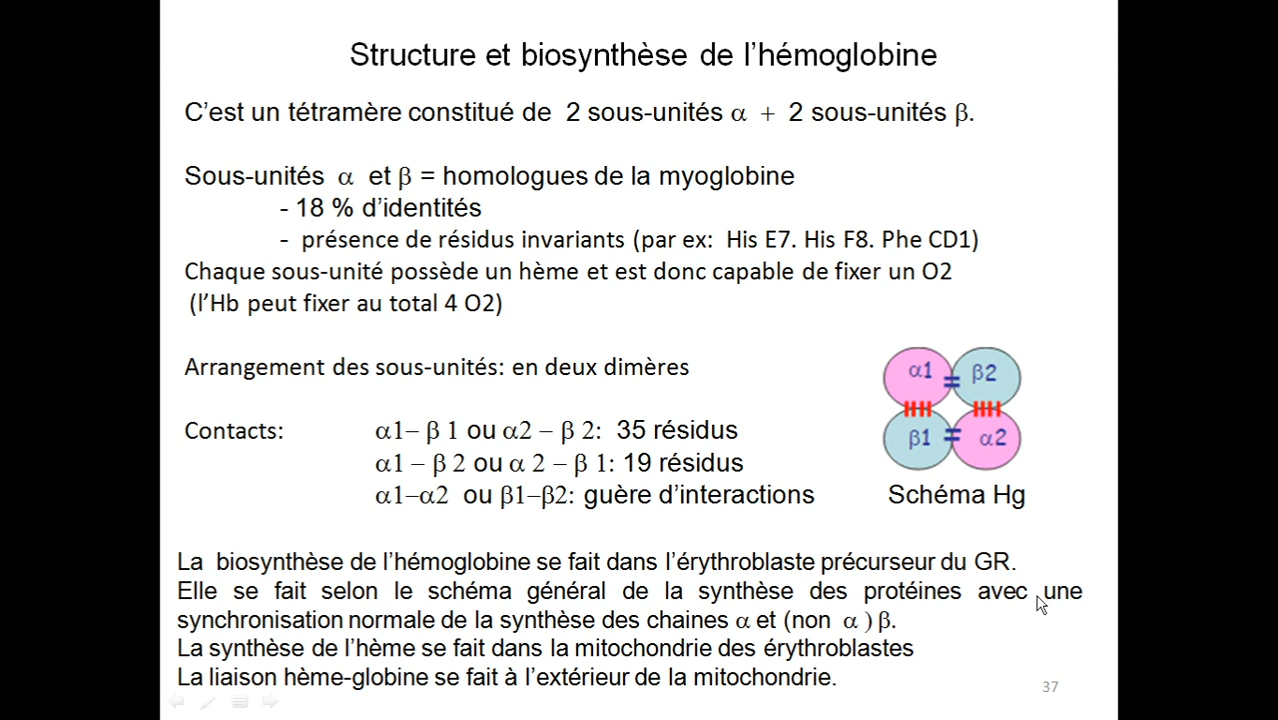 Structure et biosynthèse de l'hémoglobine
C'est un tétramère constitué de 2 sous-unités α + 2 sous-unités β.
Sous-unités α et β = homologues de la myoglobine
- 18 % d'identités
- présence de résidus invariants (par ex: His E7. His F8. Phe CD1)
Chaque sous-unité possède un hème et est donc capable de fixer un O2
(l'Hb peut fixer au total 4 O2)
Arrangement des sous-unités: en deux dimères
Contacts: α1– β 1 ou α2 – β 2: 35 résidus
α1 – β 2 ou α 2 – β 1: 19 résidus
α1–α2 ou β1–β2: guère d'interactions
α1 β2
β1 α2
Schéma Hg
La biosynthèse de l'hémoglobine se fait dans l'érythroblaste précurseur du GR.
Elle se fait selon le schéma général de la synthèse des protéines avec une
synchronisation normale de la synthèse des chaines α et (non α ) β.
La synthèse de l'hème se fait dans la mitochondrie des érythroblastes
La liaison hème-globine se fait à l'extérieur de la mitochondrie.
37